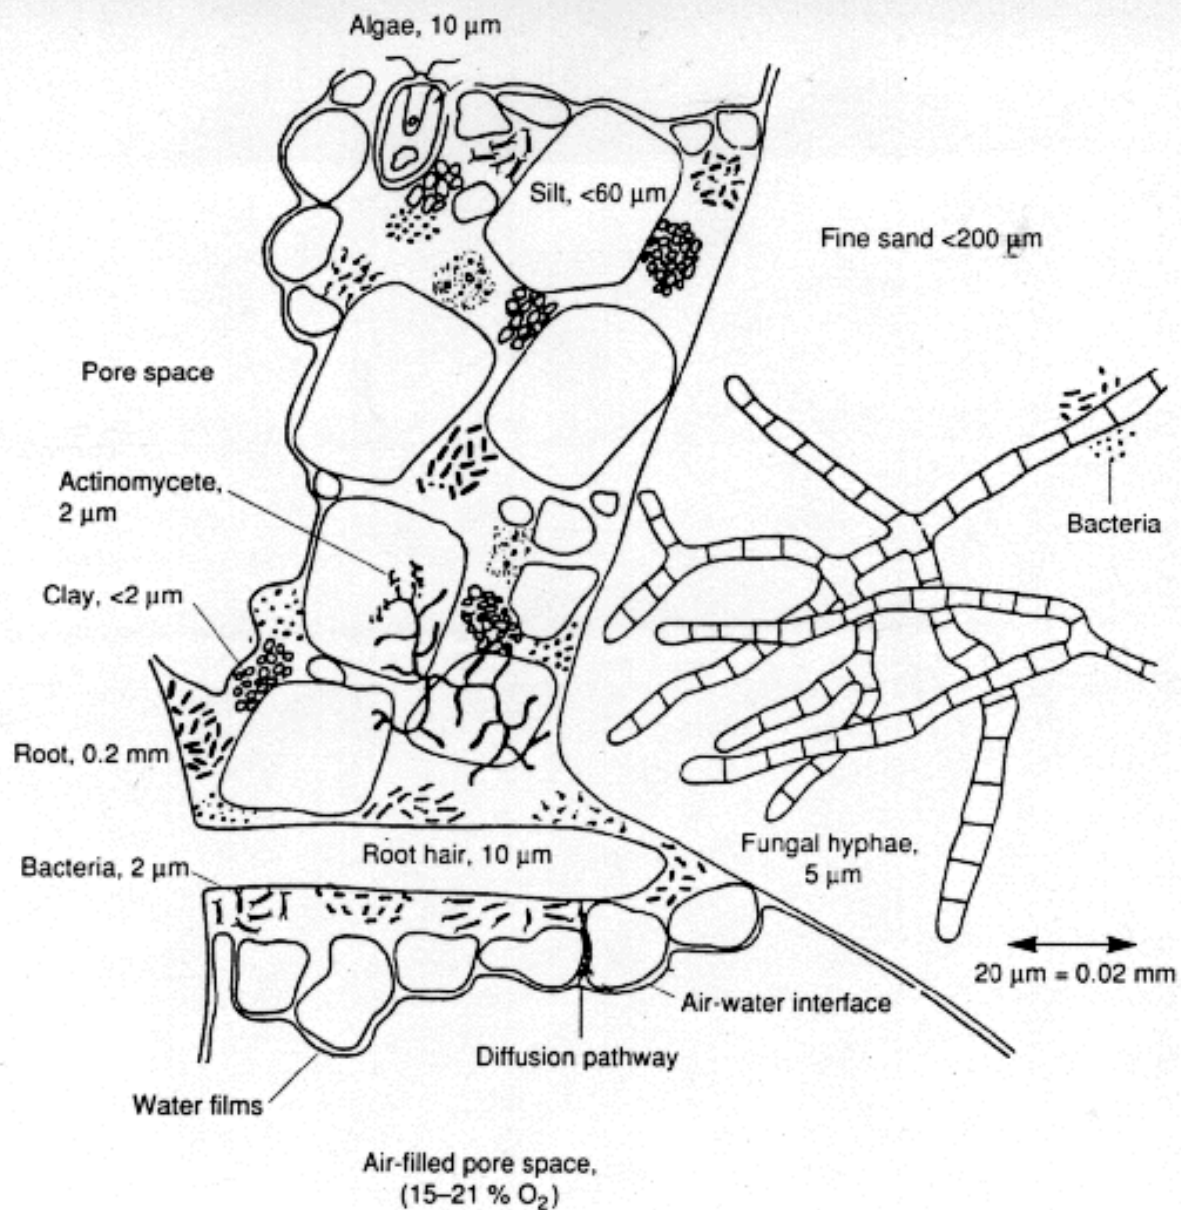 Algae, 10 µm
Silt, <60 µm
Fine sand <200 µm
Pore space
Actinomycete,
2 µm
Bacteria
Clay, <2 µm
Root, 0.2 mm
Fungal hyphae,
5 µm
Root hair, 10 µm
Bacteria, 2 µm
20 µm = 0.02 mm
Air-water interface
Diffusion pathway
Water films
Air-filled pore space,
(15–21 % O₂)